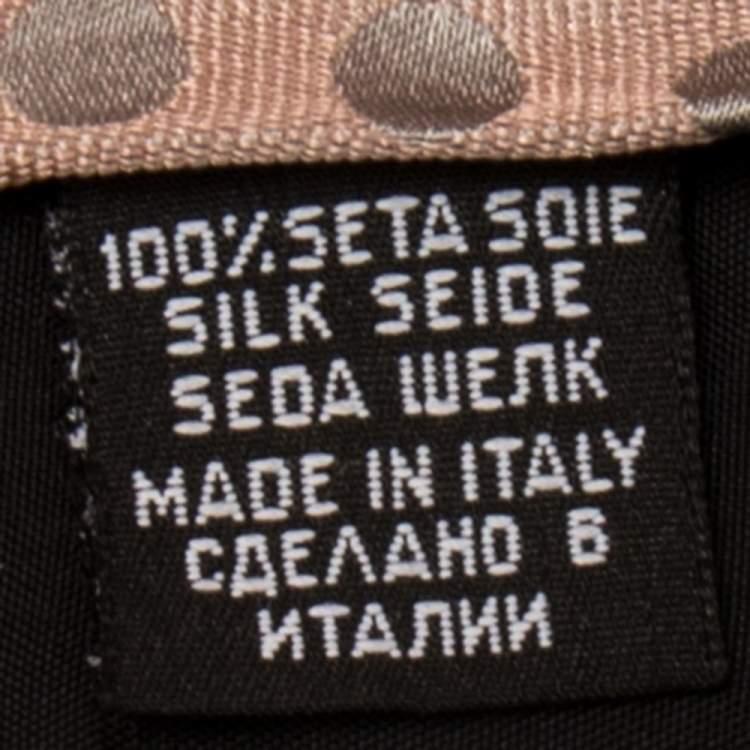 100% SETA SOIE
SILK SEIDE
SEDA ШЕЛК
MADE IN ITALY
СДЕЛАНО В
ИТАЛИИ